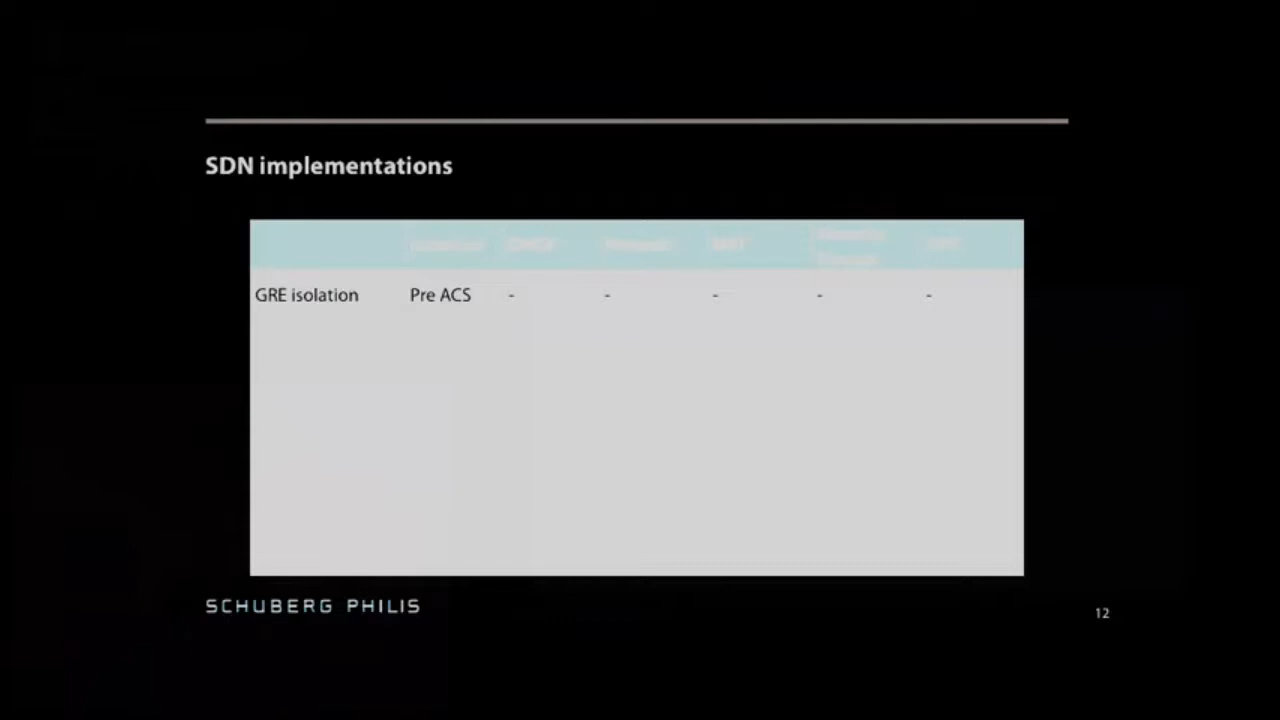 SDN implementations
GRE isolation Pre ACS - - - - -
SCHUBERG PHILIS
12